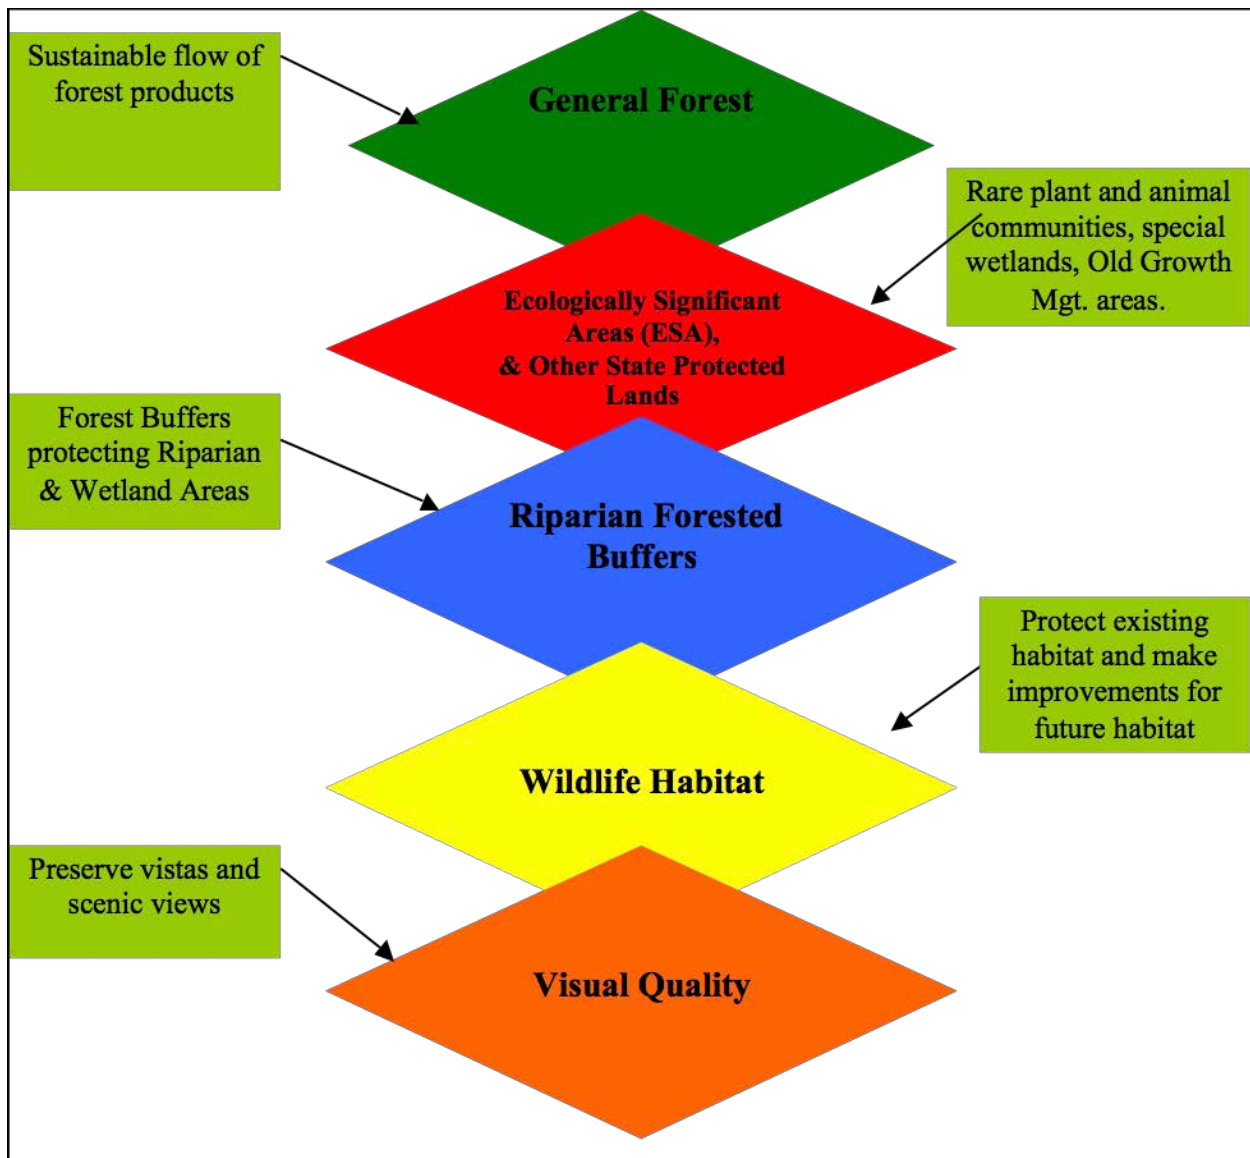 Sustainable flow of
forest products
General Forest
Rare plant and animal
communities, special
wetlands, Old Growth
Mgt. areas.
Ecologically Significant
Areas (ESA),
& Other State Protected
Lands
Forest Buffers
protecting Riparian
& Wetland Areas
Riparian Forested
Buffers
Protect existing
habitat and make
improvements for
future habitat
Wildlife Habitat
Preserve vistas and
scenic views
Visual Quality